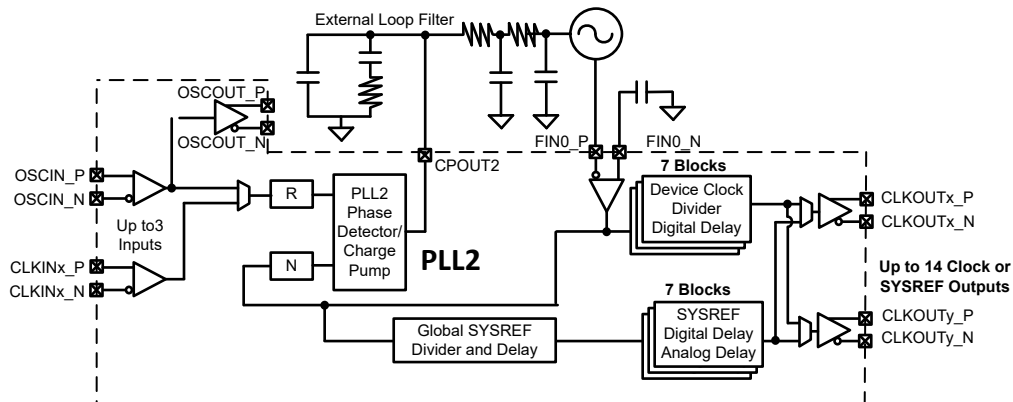 External Loop Filter
OSCOUT_P
OSCOUT_N
FIN0_P
FIN0_N
CPOUT2
7 Blocks
OSCIN_P
OSCIN_N
Up to3
Inputs
R
PLL2
Phase
Detector/
Charge
Pump
PLL2
Device Clock
Divider
Digital Delay
CLKOUTx_P
CLKOUTx_N
CLKINx_P
CLKINx_N
N
Up to 14 Clock or
SYSREF Outputs
7 Blocks
Global SYSREF
Divider and Delay
SYSREF
Digital Delay
Analog Delay
CLKOUTy_P
CLKOUTy_N